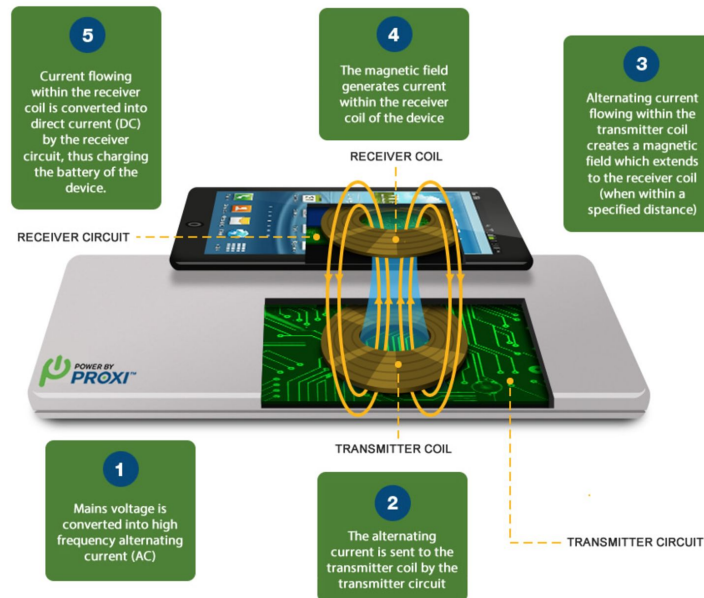 5
Current flowing
within the receiver
coil is converted into
direct current (DC)
by the receiver
circuit, thus charging
the battery of the
device.
4
The magnetic field
generates current
within the receiver
coil of the device
3
Alternating current
flowing within the
transmitter coil
creates a magnetic
field which extends
to the receiver coil
(when within a
specified distance)
RECEIVER COIL
RECEIVER CIRCUIT
POWER BY
PROXI™
TRANSMITTER COIL
1
Mains voltage is
converted into high
frequency alternating
current (AC)
2
The alternating
current is sent to the
transmitter coil by the
transmitter circuit
TRANSMITTER CIRCUIT